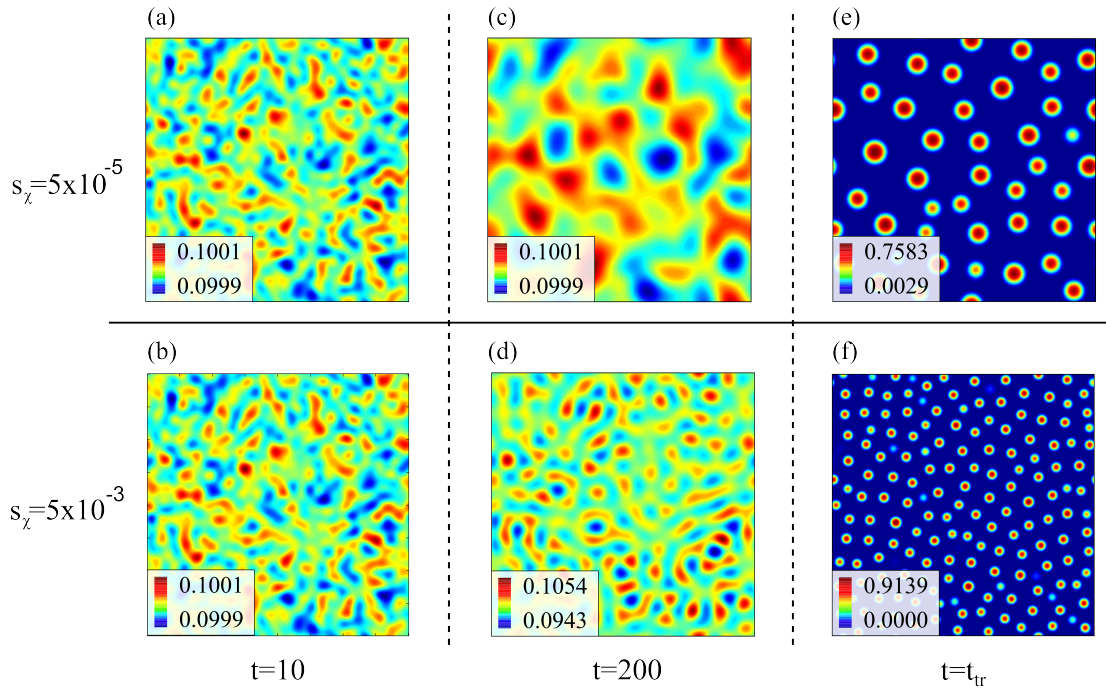 (a)
(c)
(e)
s_χ=5x10^-5
0.1001
0.0999
0.1001
0.0999
0.7583
0.0029
(b)
(d)
(f)
s_χ=5x10^-3
0.1001
0.0999
0.1054
0.0943
0.9139
0.0000
t=10
t=200
t=t_tr